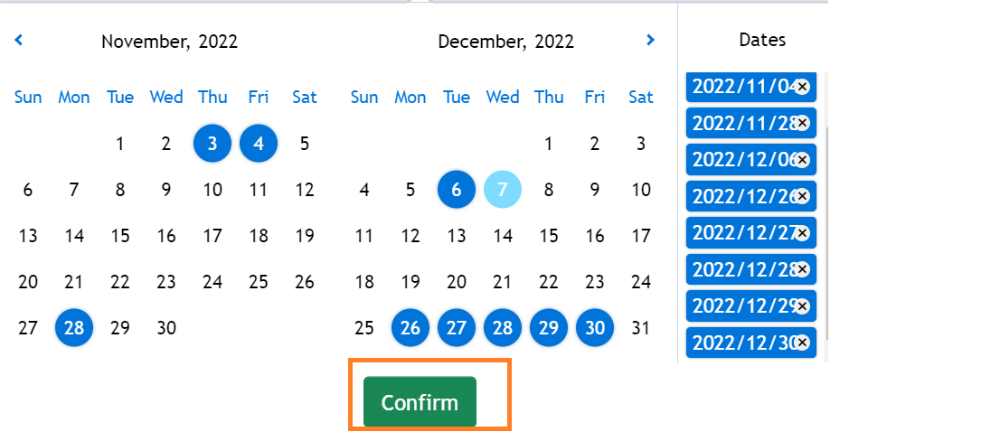 November, 2022 December, 2022 Dates
Sun Mon Tue Wed Thu Fri Sat Sun Mon Tue Wed Thu Fri Sat
1 2 3 4 5 1 2 3
6 7 8 9 10 11 12 4 5 6 7 8 9 10
13 14 15 16 17 18 19 11 12 13 14 15 16 17
20 21 22 23 24 25 26 18 19 20 21 22 23 24
27 28 29 30 25 26 27 28 29 30 31
2022/11/04
2022/11/28
2022/12/06
2022/12/26
2022/12/27
2022/12/28
2022/12/29
2022/12/30
Confirm